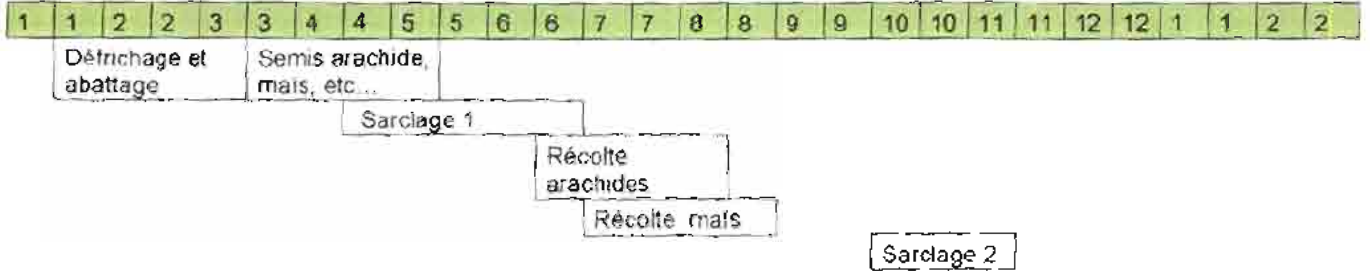 1 1 2 2 3 3 4 4 5 5 6 6 7 7 8 8 9 9 10 10 11 11 12 12 1 1 2 2
Défrichage et
abattage
Semis arachide,
maïs, etc...
Sarclage 1
Récolte
arachides
Récolte maïs
Sarclage 2